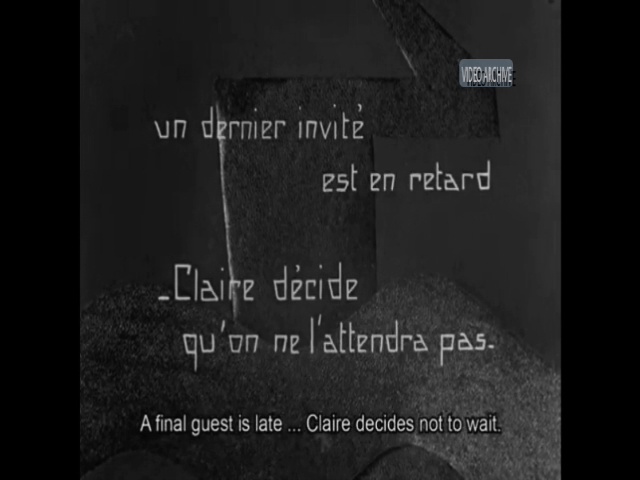 VIDEO ARCHIVE
un dernier invité
est en retard
-Claire décide
qu'on ne l'attendra pas-
A final guest is late ... Claire decides not to wait.